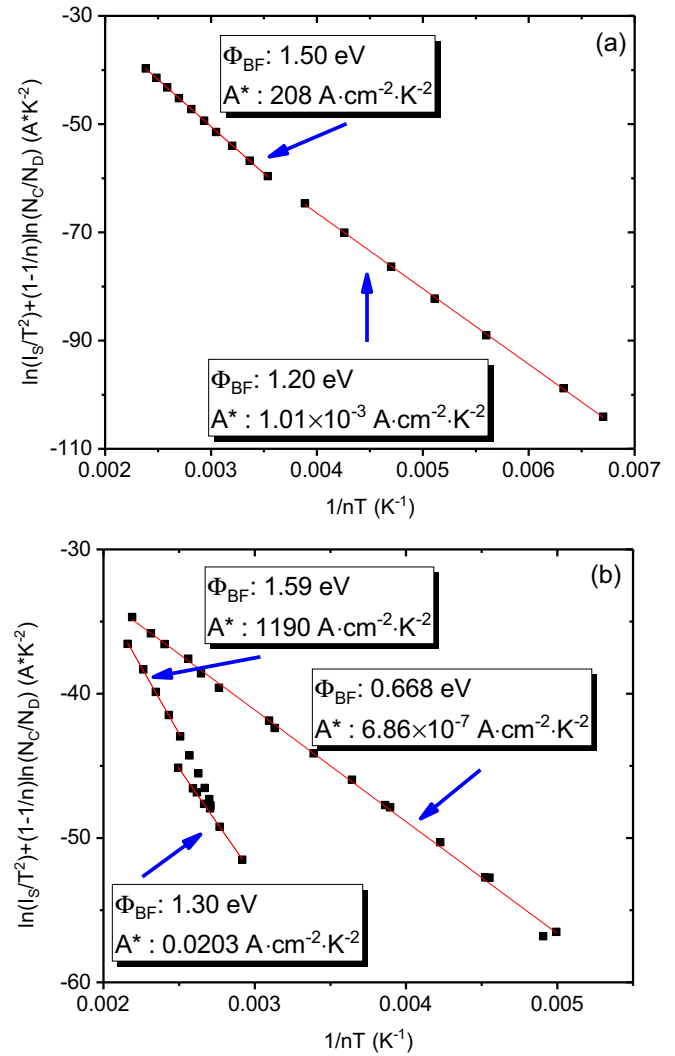 -30
-50
-70
-90
-110
ln(I_S/T²)+(1-1/n)ln(N_C/N_D) (A*K⁻²)
(a)
Φ_BF: 1.50 eV
A* : 208 A·cm⁻²·K⁻²
Φ_BF: 1.20 eV
A* : 1.01×10⁻³ A·cm⁻²·K⁻²
0.002 0.003 0.004 0.005 0.006 0.007
1/nT (K⁻¹)
-30
-40
-50
-60
ln(I_S/T²)+(1-1/n)ln(N_C/N_D) (A*K⁻²)
(b)
Φ_BF: 1.59 eV
A* : 1190 A·cm⁻²·K⁻²
Φ_BF: 0.668 eV
A* : 6.86×10⁻⁷ A·cm⁻²·K⁻²
Φ_BF: 1.30 eV
A* : 0.0203 A·cm⁻²·K⁻²
0.002 0.003 0.004 0.005
1/nT (K⁻¹)